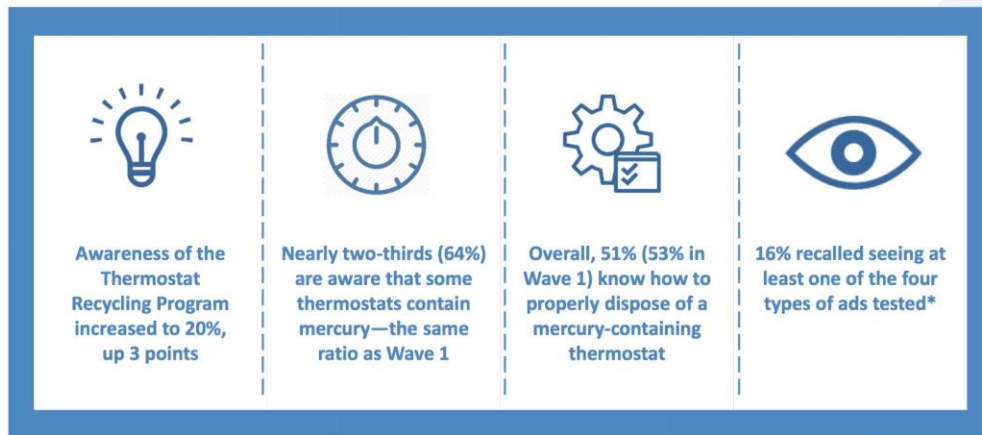 Awareness of the
Thermostat
Recycling Program
increased to 20%,
up 3 points
Nearly two-thirds (64%)
are aware that some
thermostats contain
mercury—the same
ratio as Wave 1
Overall, 51% (53% in
Wave 1) know how to
properly dispose of a
mercury-containing
thermostat
16% recalled seeing at
least one of the four
types of ads tested*